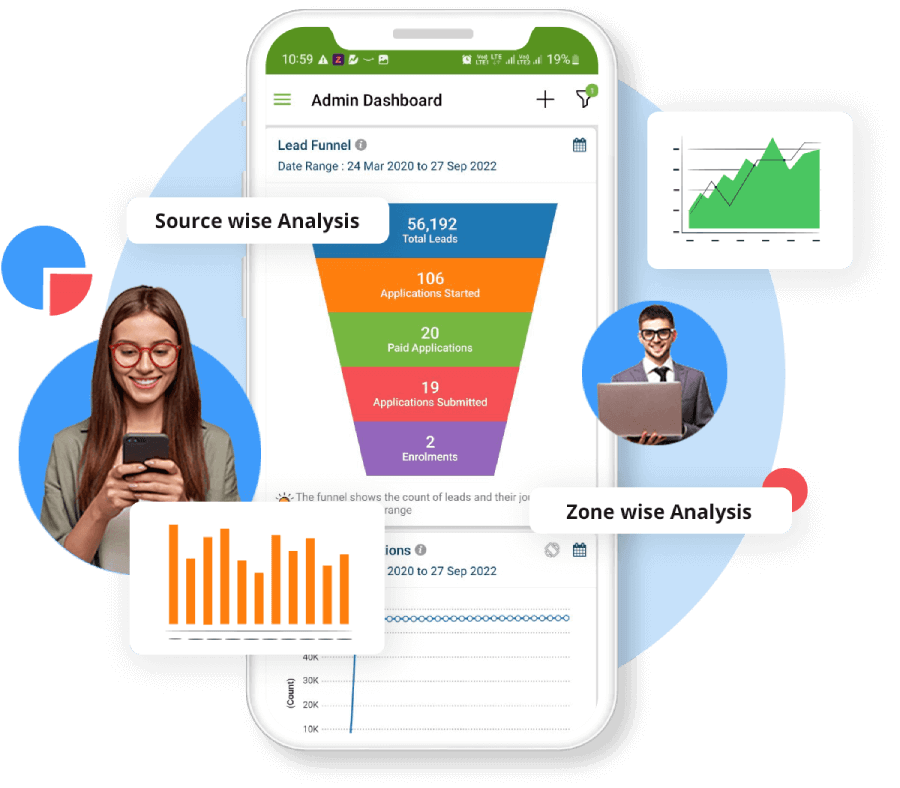 10:59
19%
Admin Dashboard
1
Lead Funnel
Date Range : 24 Mar 2020 to 27 Sep 2022
Source wise Analysis
56,192
Total Leads
106
Applications Started
20
Paid Applications
19
Applications Submitted
2
Enrolments
The funnel shows the count of leads and their
range
Zone wise Analysis
2020 to 27 Sep 2022
40K
30K
20K
10K
(Count)